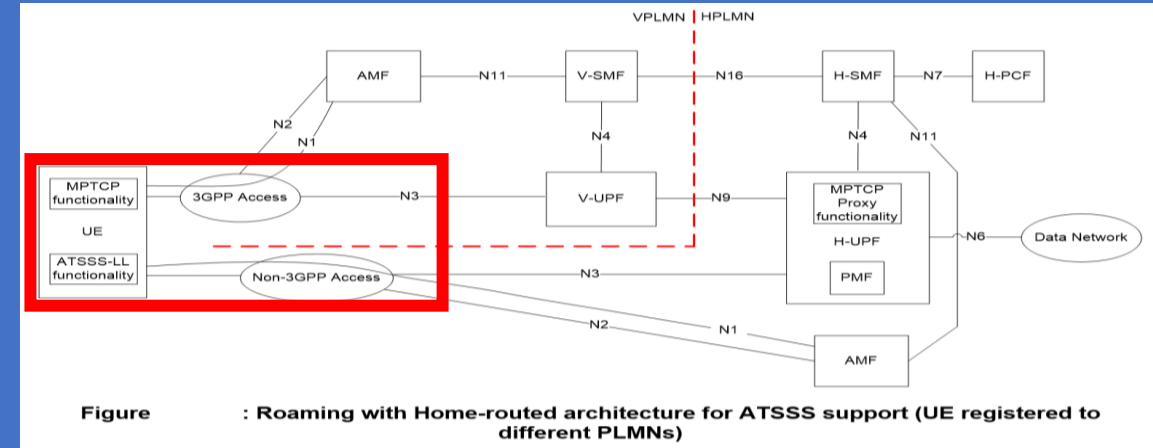 VPLMN HPLMN
AMF
N11
V-SMF
N16
H-SMF
N7
H-PCF
N2
N1
N4
N4
N11
MPTCP
functionality
UE
ATSSS-LL
functionality
3GPP Access
N3
V-UPF
N9
MPTCP
Proxy
functionality
H-UPF
PMF
N6
Data Network
Non-3GPP Access
N3
N2
N1
AMF
Figure : Roaming with Home-routed architecture for ATSSS support (UE registered to
different PLMNs)